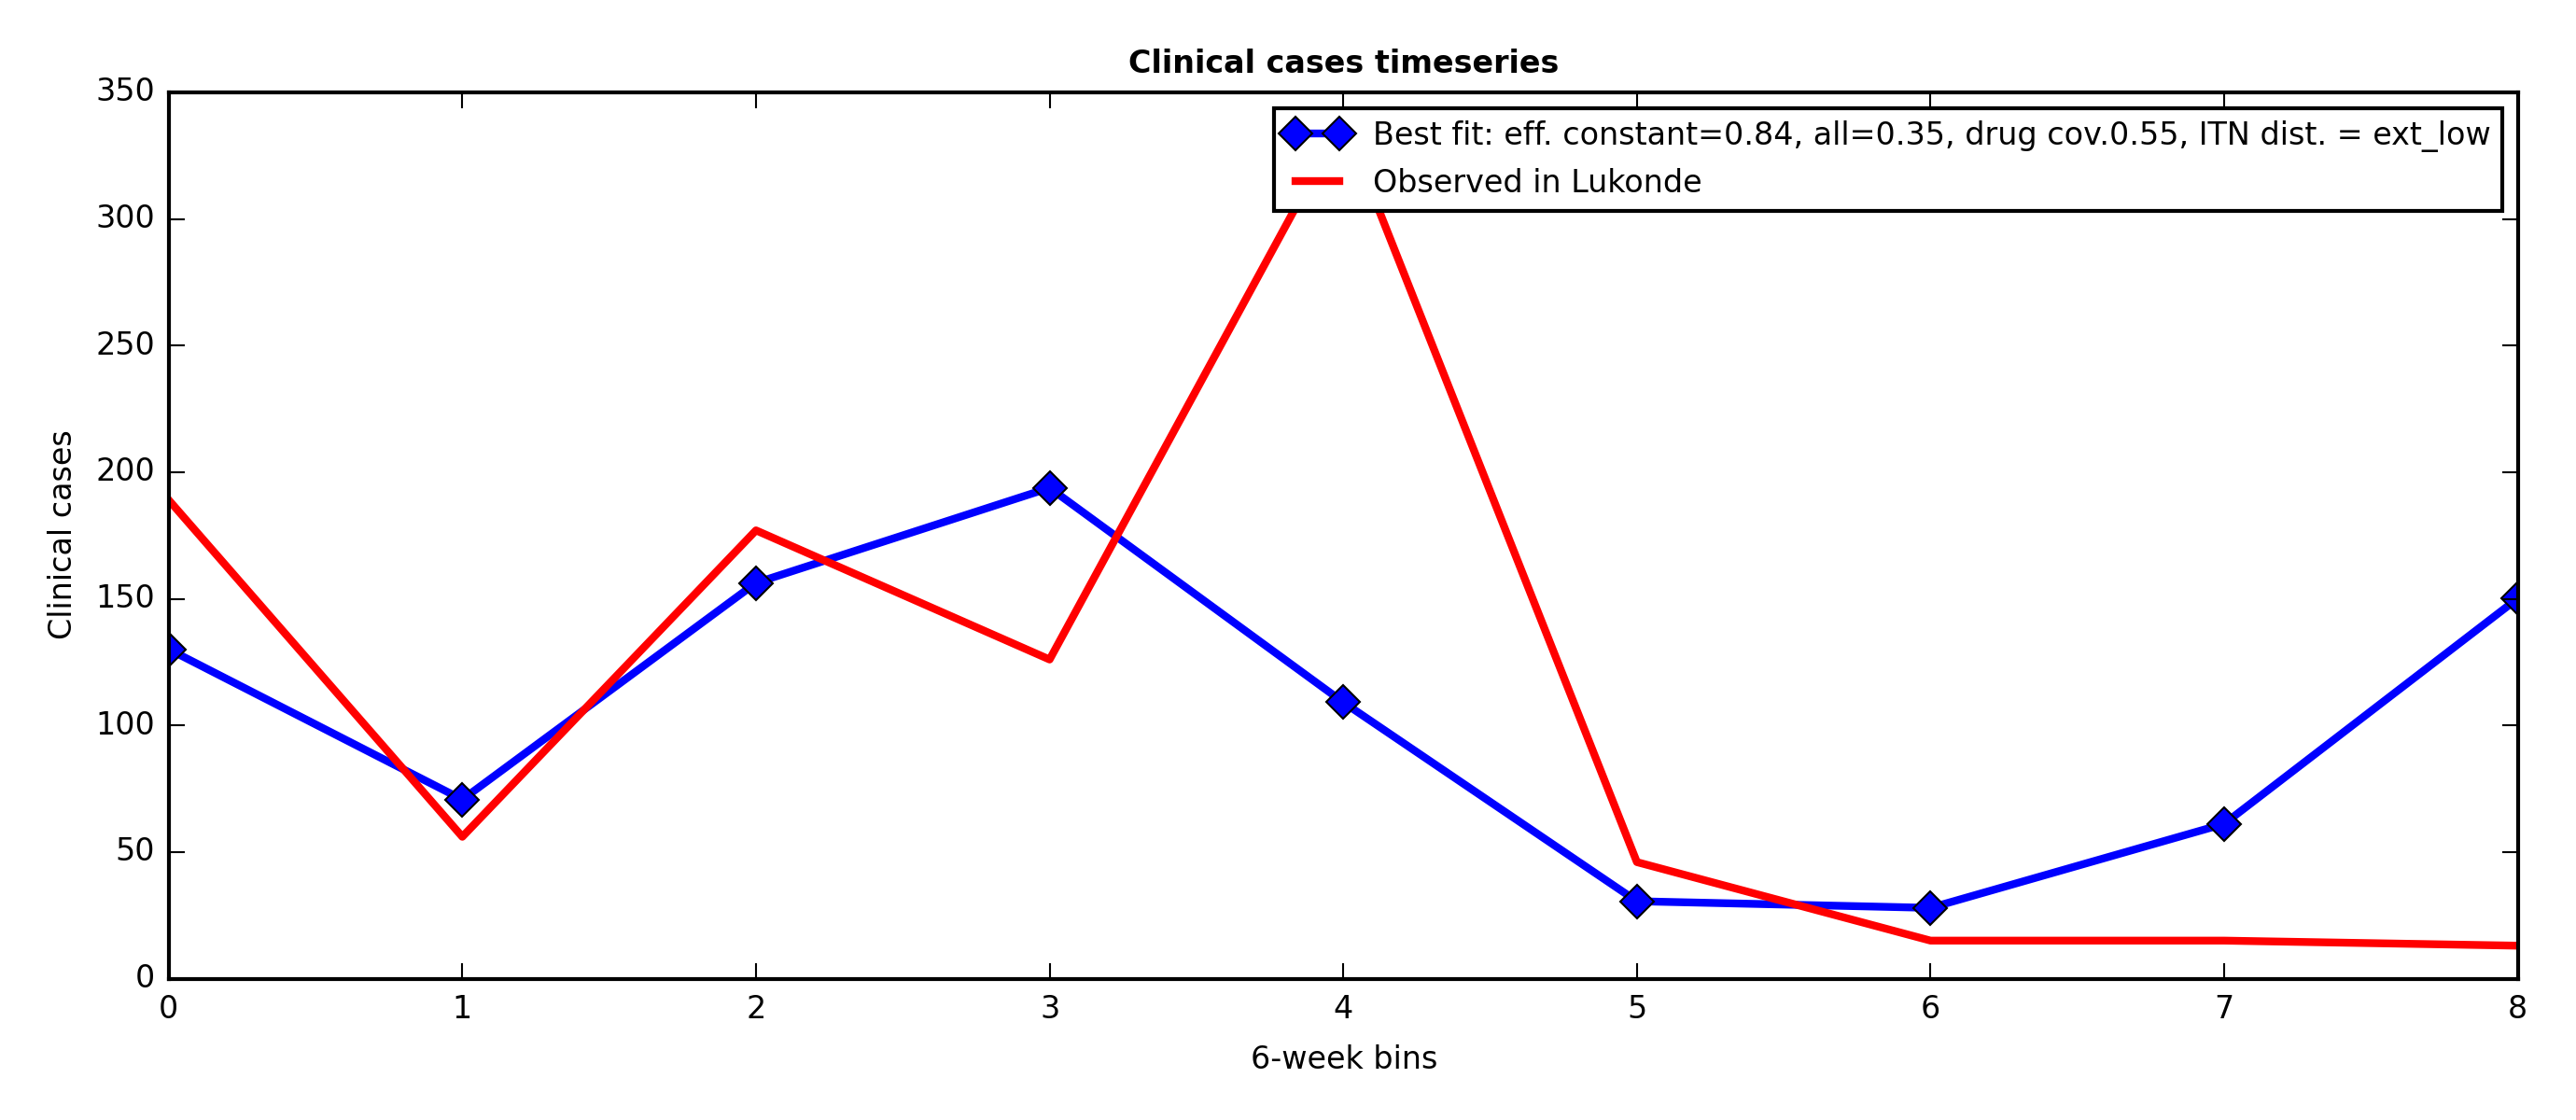 Clinical cases timeseries
350
300
250
200
150
100
50
0
Clinical cases
Best fit: eff. constant=0.84, all=0.35, drug cov.0.55, ITN dist. = ext_low
Observed in Lukonde
0 1 2 3 4 5 6 7 8
6-week bins